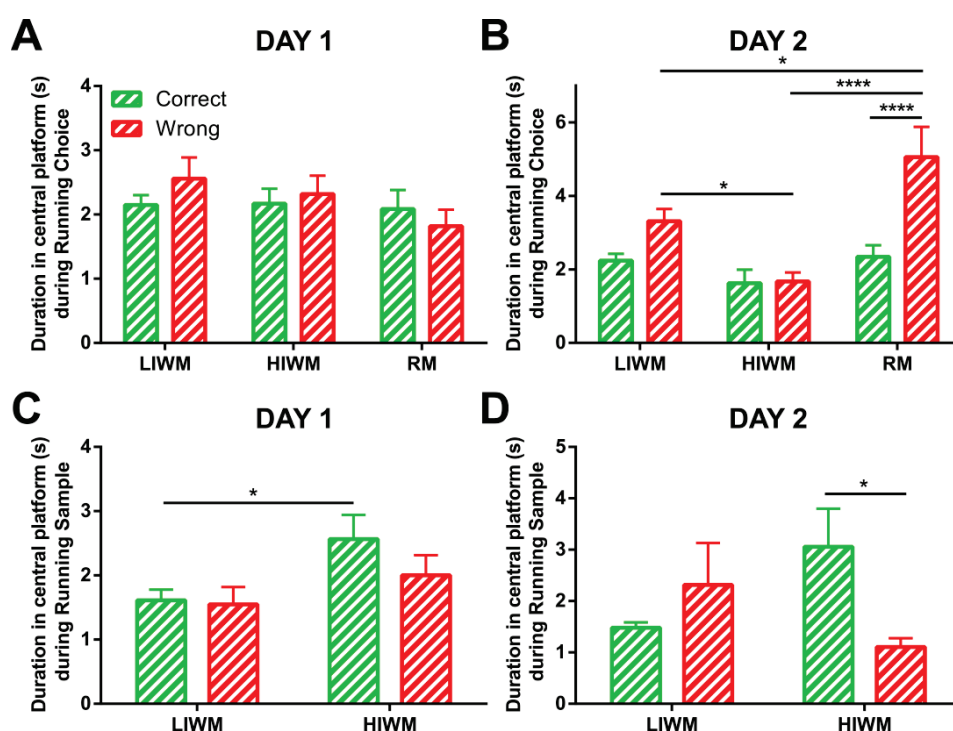 A
DAY 1
Duration in central platform (s)
during Running Choice
4
3
2
1
0
Correct
Wrong
LIWM
HIWM
RM
B
DAY 2
Duration in central platform (s)
during Running Choice
6
4
2
0
*
****
****
*
LIWM
HIWM
RM
C
DAY 1
Duration in central platform (s)
during Running Sample
4
3
2
1
0
*
LIWM
HIWM
D
DAY 2
Duration in central platform (s)
during Running Sample
5
4
3
2
1
0
*
LIWM
HIWM